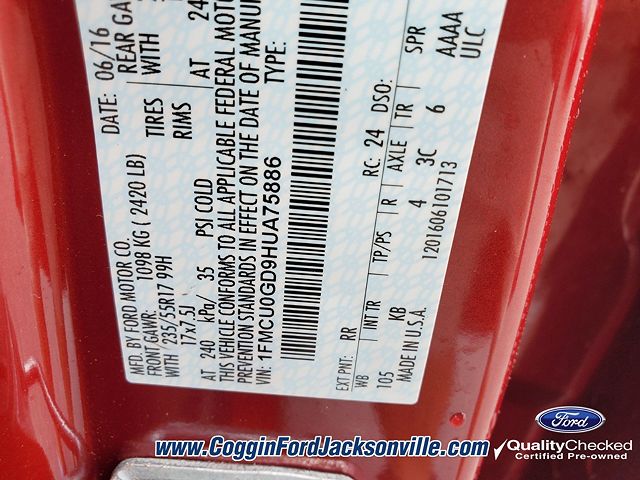 MFD. BY FORD MOTOR CO.
DATE: 06/16
FRONT GAWR: 1098 KG ( 2420 LB)
REAR GA
WITH 235/55R17 99H
TIRES
WITH
17x7.5J
RIMS
AT 240 kPa/ 35 PSI COLD
AT 24
THIS VEHICLE CONFORMS TO ALL APPLICABLE FEDERAL MOTOR
PREVENTION STANDARDS IN EFFECT ON THE DATE OF MANUF
VIN: 1FMCU0GD9HUA75886
TYPE:
EXT PNT: RR
RC: 24 DSO:
WB INT TR TP/PS R AXLE TR SPR
105 KB 4 3C 6 AAAA
MADE IN U.S.A. 1201606101713 ULC
Ford
www.CogginFordJacksonville.com
QualityChecked
Certified Pre-owned